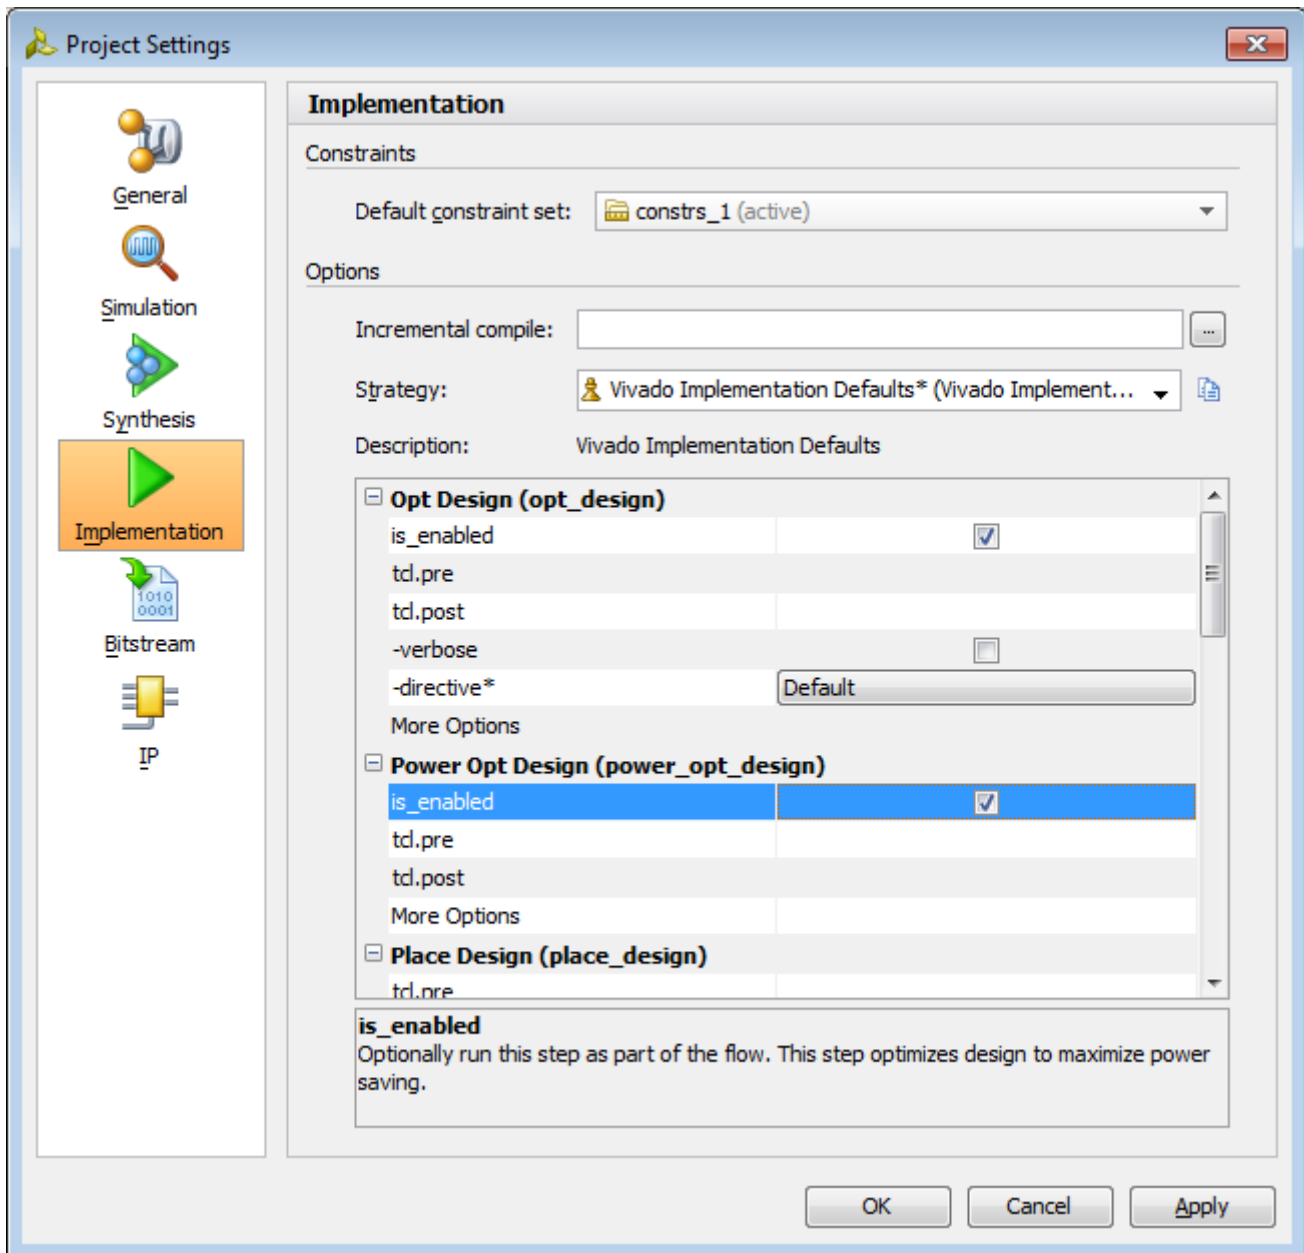 Project Settings
General
Simulation
Synthesis
Implementation
1010
0001
Bitstream
IP
Implementation
Constraints
Default constraint set: constrs_1 (active)
Options
Incremental compile: ...
Strategy: Vivado Implementation Defaults* (Vivado Implement...
Description: Vivado Implementation Defaults
Opt Design (opt_design)
is_enabled
tcl.pre
tcl.post
-verbose
-directive* Default
More Options
Power Opt Design (power_opt_design)
is_enabled
tcl.pre
tcl.post
More Options
Place Design (place_design)
tcl.pre
is_enabled
Optionally run this step as part of the flow. This step optimizes design to maximize power
saving.
OK Cancel Apply